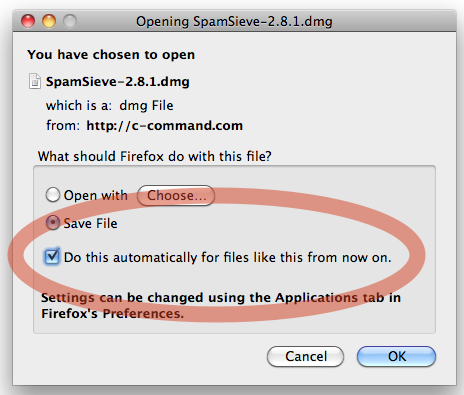 Opening SpamSieve-2.8.1.dmg
You have chosen to open
SpamSieve-2.8.1.dmg
which is a: dmg File
from: http://c-command.com
What should Firefox do with this file?
Open with Choose...
Save File
Do this automatically for files like this from now on.
Settings can be changed using the Applications tab in
Firefox's Preferences.
Cancel OK